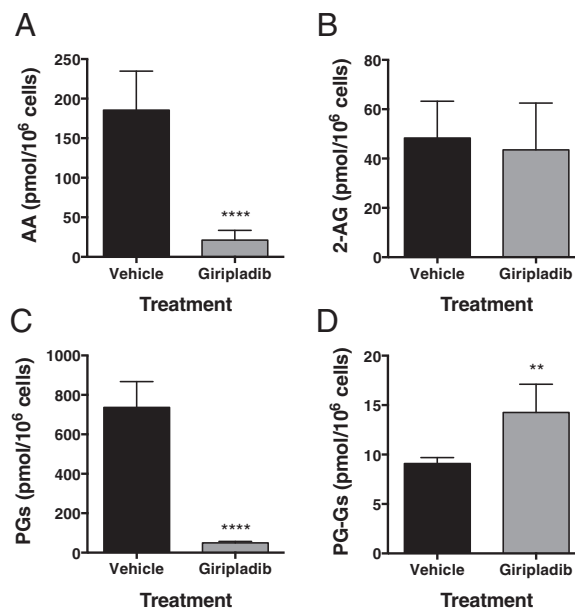 A
AA (pmol/10⁶ cells)
250
200
150
100
50
0
****
Vehicle
Giripladib
Treatment
B
2-AG (pmol/10⁶ cells)
80
60
40
20
0
Vehicle
Giripladib
Treatment
C
PGs (pmol/10⁶ cells)
1000
800
600
400
200
0
****
Vehicle
Giripladib
Treatment
D
PG-Gs (pmol/10⁶ cells)
20
15
10
5
0
**
Vehicle
Giripladib
Treatment